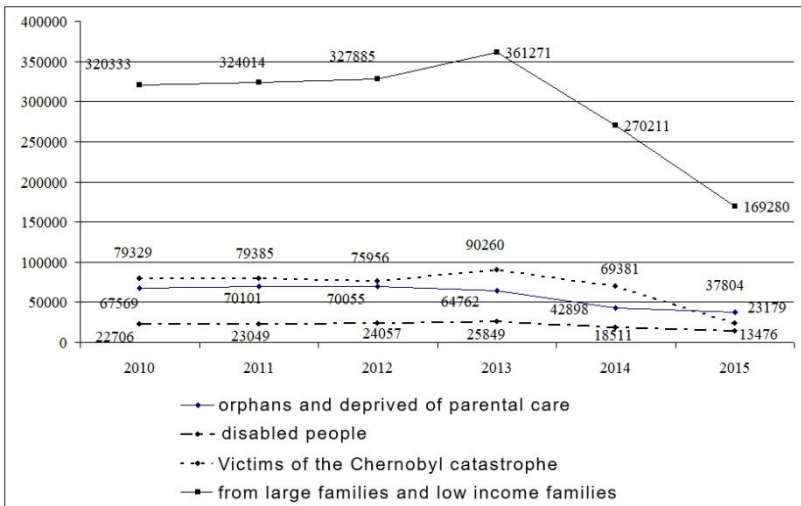 400000
350000
300000
250000
200000
150000
100000
50000
0
320333 324014 327885 361271 270211 169280
79329 79385 75956 90260 69381 37804
67569 70101 70055 64762 42898 23179
22706 23049 24057 25849 18511 13476
2010 2011 2012 2013 2014 2015
orphans and deprived of parental care
disabled people
Victims of the Chernobyl catastrophe
from large families and low income families